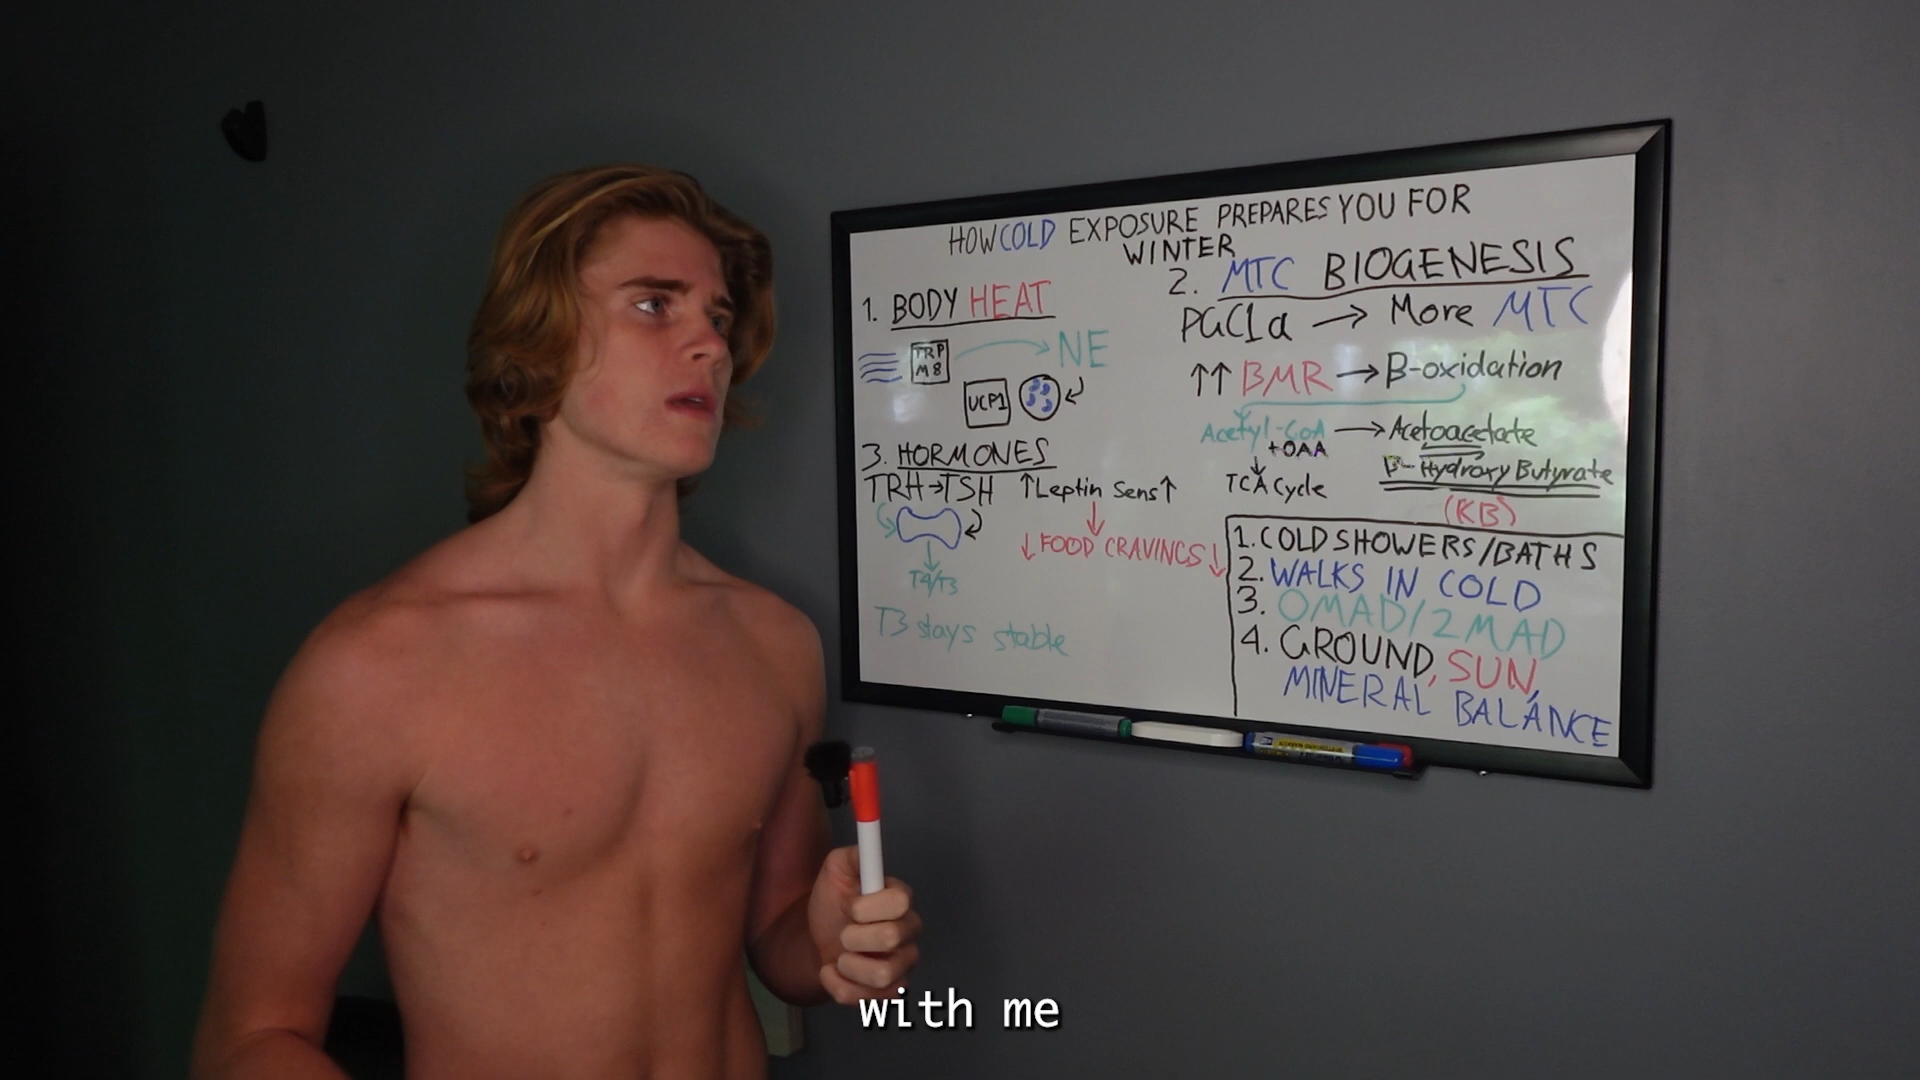 HOW COLD EXPOSURE PREPARES YOU FOR
WINTER
1. BODY HEAT
TRP
M8
NE
UCP1
2. MTC BIOGENESIS
PGC1a → More MTC
↑↑ BMR → B-oxidation
Acetyl-CoA → Acetoacetate
+OAA
B-HydroxyButyrate
TCA Cycle
(KB)
3. HORMONES
TRH→TSH ↑Leptin Sens↑
↓ FOOD CRAVINGS ↓
T4/T3
T3 stays stable
1. COLD SHOWERS/BATHS
2. WALKS IN COLD
3. OMAD/2MAD
4. GROUND, SUN,
MINERAL BALANCE
with me